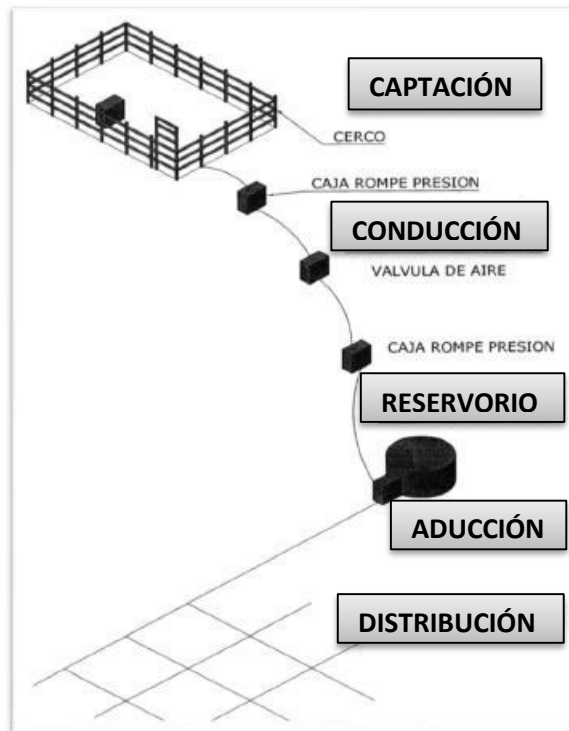 CAPTACIÓN
CERCO
CAJA ROMPE PRESION
CONDUCCIÓN
VALVULA DE AIRE
CAJA ROMPE PRESION
RESERVORIO
ADUCCIÓN
DISTRIBUCIÓN